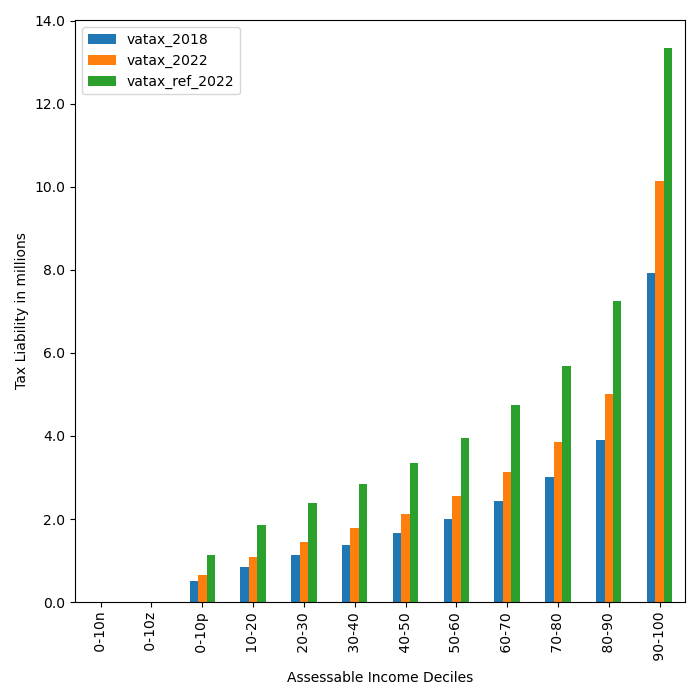 14.0
12.0
10.0
8.0
6.0
4.0
2.0
0.0
Tax Liability in millions
vatax_2018
vatax_2022
vatax_ref_2022
0-10n
0-10z
0-10p
10-20
20-30
30-40
40-50
50-60
60-70
70-80
80-90
90-100
Assessable Income Deciles